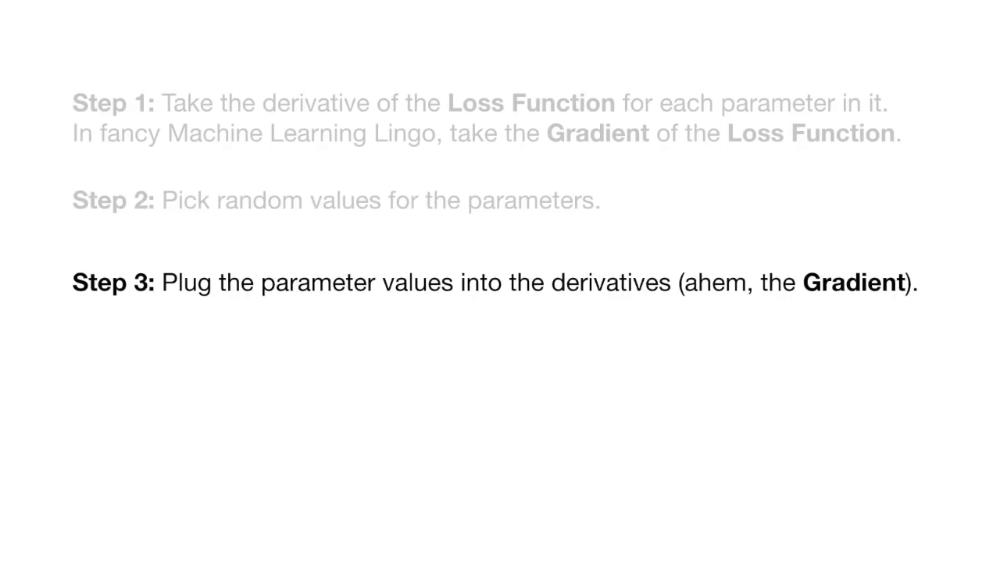 Step 1: Take the derivative of the Loss Function for each parameter in it.
In fancy Machine Learning Lingo, take the Gradient of the Loss Function.
Step 2: Pick random values for the parameters.
Step 3: Plug the parameter values into the derivatives (ahem, the Gradient).